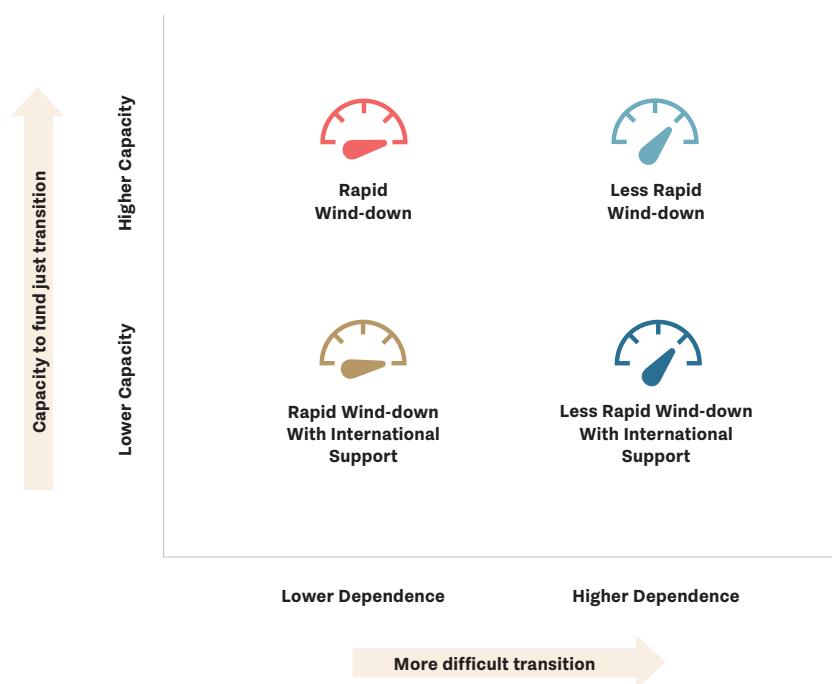 Capacity to fund just transition
Higher Capacity
Lower Capacity
Rapid
Wind-down
Less Rapid
Wind-down
Rapid Wind-down
With International
Support
Less Rapid Wind-down
With International
Support
Lower Dependence
Higher Dependence
More difficult transition